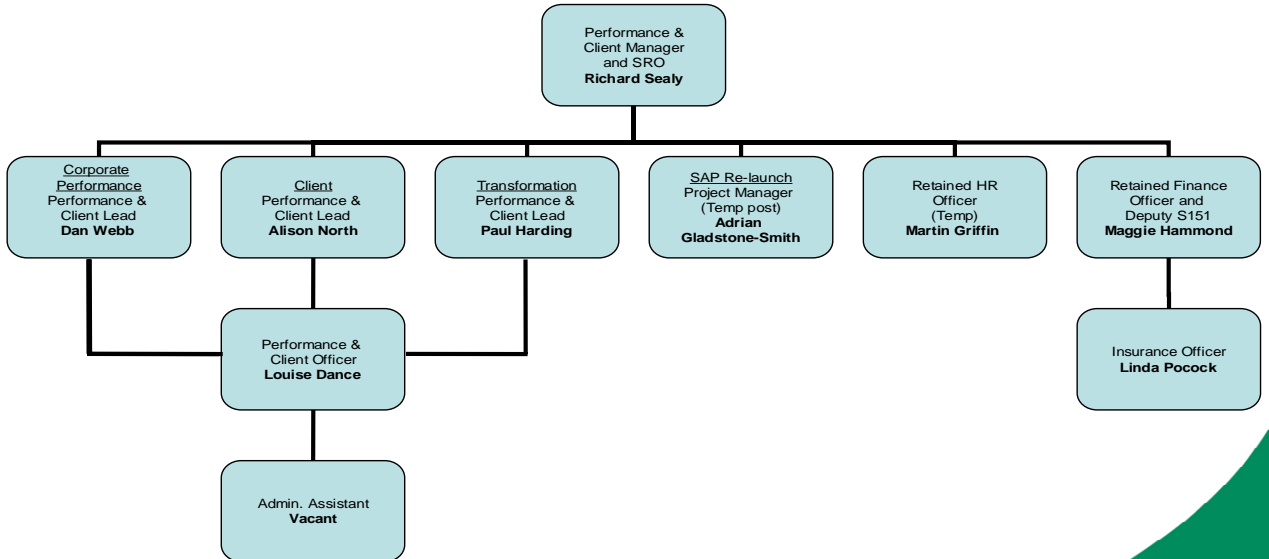 Performance &
Client Manager
and SRO
Richard Sealy
Corporate
Performance
Performance &
Client Lead
Dan Webb
Client
Performance &
Client Lead
Alison North
Transformation
Performance &
Client Lead
Paul Harding
SAP Re-launch
Project Manager
(Temp post)
Adrian
Gladstone-Smith
Retained HR
Officer
(Temp)
Martin Griffin
Retained Finance
Officer and
Deputy S151
Maggie Hammond
Performance &
Client Officer
Louise Dance
Insurance Officer
Linda Pocock
Admin. Assistant
Vacant